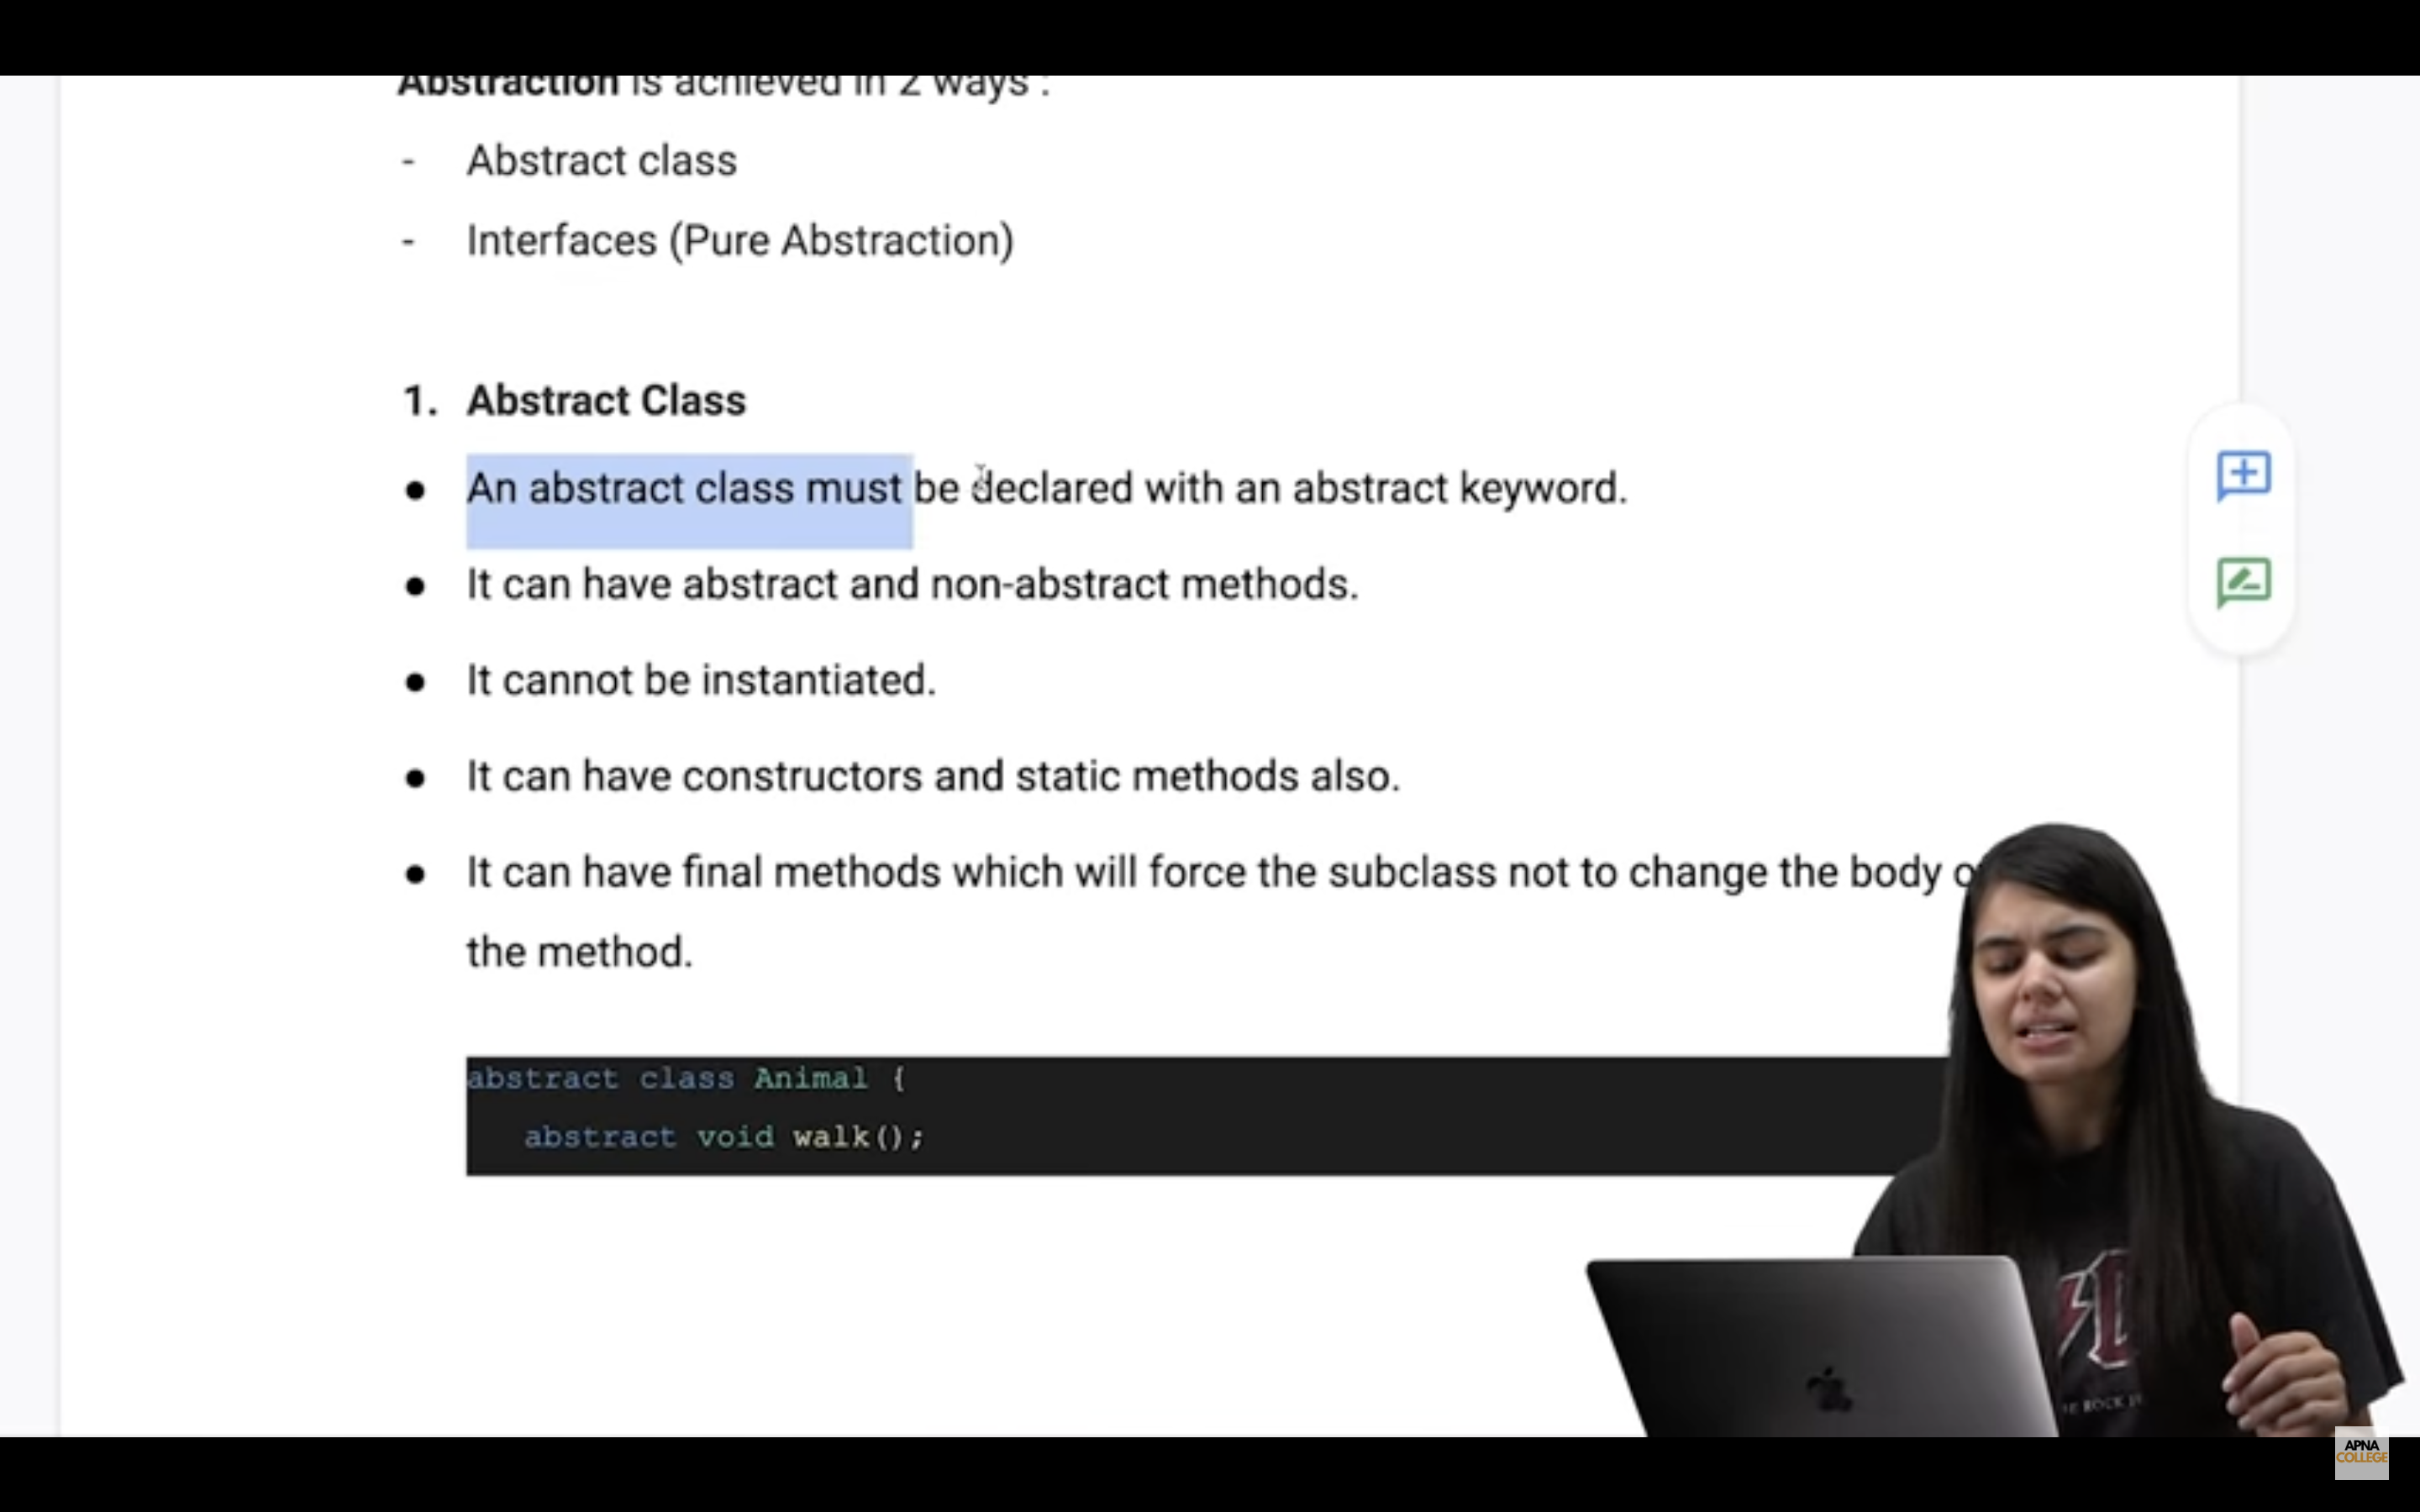 Abstraction is achieved in 2 ways :
- Abstract class
- Interfaces (Pure Abstraction)
1. Abstract Class
● An abstract class must be declared with an abstract keyword.
● It can have abstract and non-abstract methods.
● It cannot be instantiated.
● It can have constructors and static methods also.
● It can have final methods which will force the subclass not to change the body
the method.
abstract class Animal {
abstract void walk();
ROCK
APNA
COLLEGE